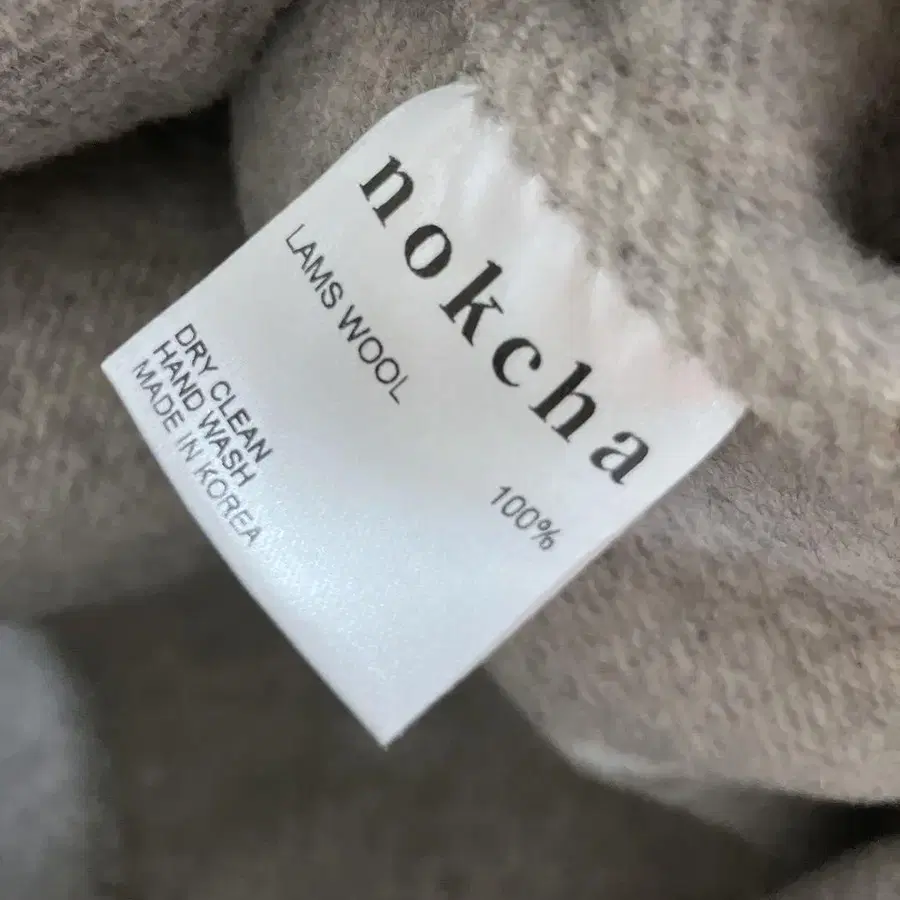 nokcha
LAMS WOOL 100%
DRY CLEAN
HAND WASH
MADE IN KOREA